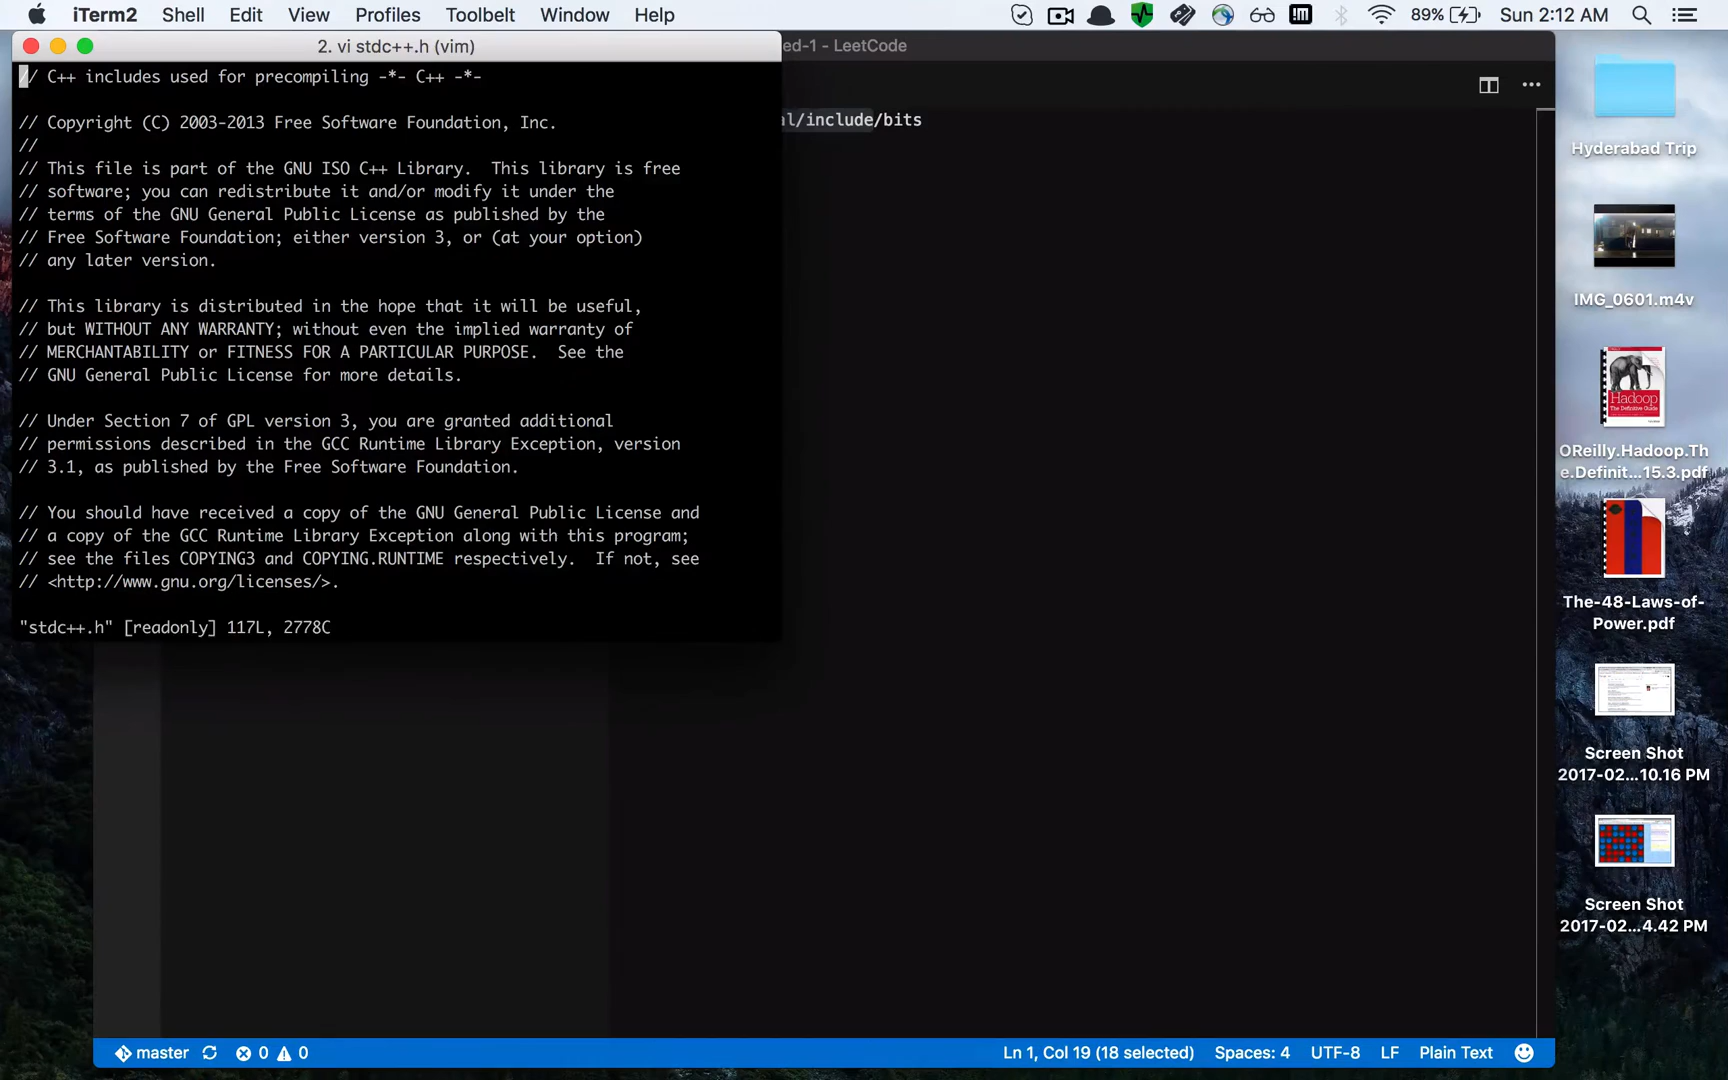 iTerm2 Shell Edit View Profiles Toolbelt Window Help 89% Sun 2:12 AM
2. vi stdc++.h (vim)
ed-1 - LeetCode
// C++ includes used for precompiling -*- C++ -*-
al/include/bits
// Copyright (C) 2003-2013 Free Software Foundation, Inc.
//
// This file is part of the GNU ISO C++ Library.  This library is free
// software; you can redistribute it and/or modify it under the
// terms of the GNU General Public License as published by the
// Free Software Foundation; either version 3, or (at your option)
// any later version.
// This library is distributed in the hope that it will be useful,
// but WITHOUT ANY WARRANTY; without even the implied warranty of
// MERCHANTABILITY or FITNESS FOR A PARTICULAR PURPOSE.  See the
// GNU General Public License for more details.
// Under Section 7 of GPL version 3, you are granted additional
// permissions described in the GCC Runtime Library Exception, version
// 3.1, as published by the Free Software Foundation.
// You should have received a copy of the GNU General Public License and
// a copy of the GCC Runtime Library Exception along with this program;
// see the files COPYING3 and COPYING.RUNTIME respectively.  If not, see
// <http://www.gnu.org/licenses/>.
"stdc++.h" [readonly] 117L, 2778C
Hyderabad Trip
IMG_0601.m4v
Hadoop
OReilly.Hadoop.Th
e.Definit...15.3.pdf
The-48-Laws-of-
Power.pdf
Screen Shot
2017-02...10.16 PM
Screen Shot
2017-02...4.42 PM
master 0 0 Ln 1, Col 19 (18 selected) Spaces: 4 UTF-8 LF Plain Text